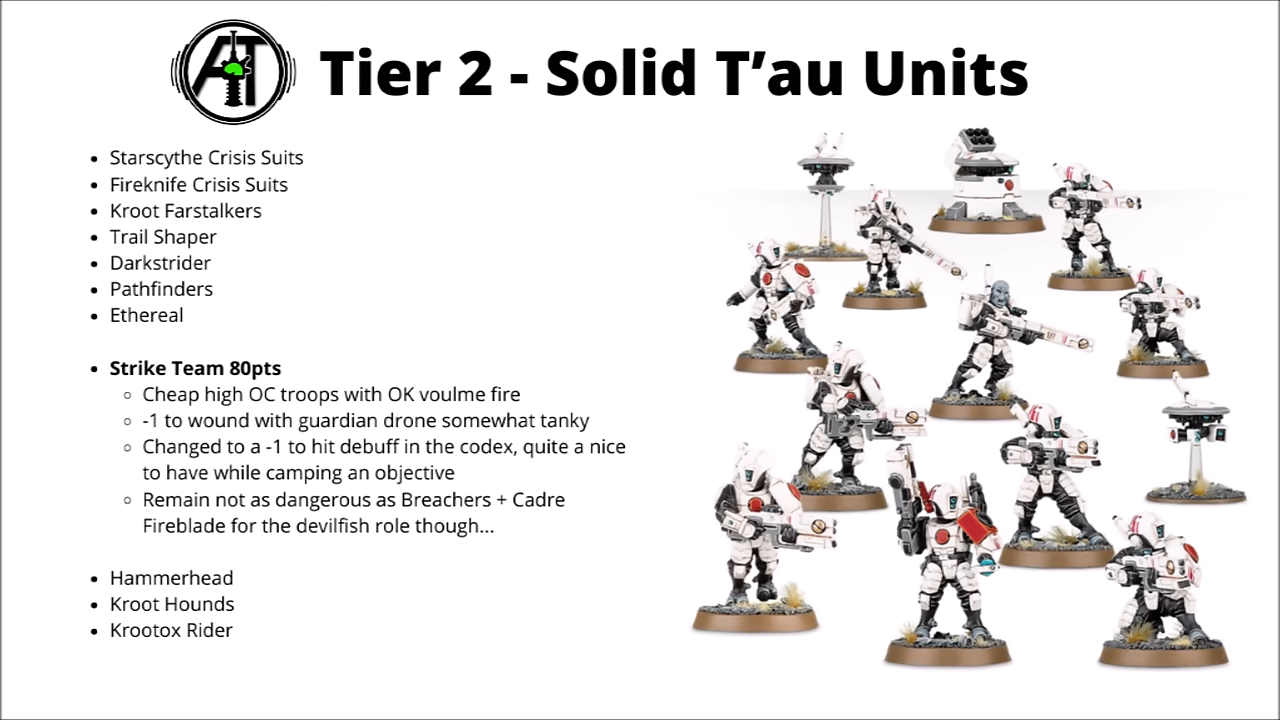 AT
Tier 2 - Solid T’au Units
• Starscythe Crisis Suits
• Fireknife Crisis Suits
• Kroot Farstalkers
• Trail Shaper
• Darkstrider
• Pathfinders
• Ethereal
• Strike Team 80pts
◦ Cheap high OC troops with OK voulme fire
◦ -1 to wound with guardian drone somewhat tanky
◦ Changed to a -1 to hit debuff in the codex, quite a nice
to have while camping an objective
◦ Remain not as dangerous as Breachers + Cadre
Fireblade for the devilfish role though...
• Hammerhead
• Kroot Hounds
• Krootox Rider